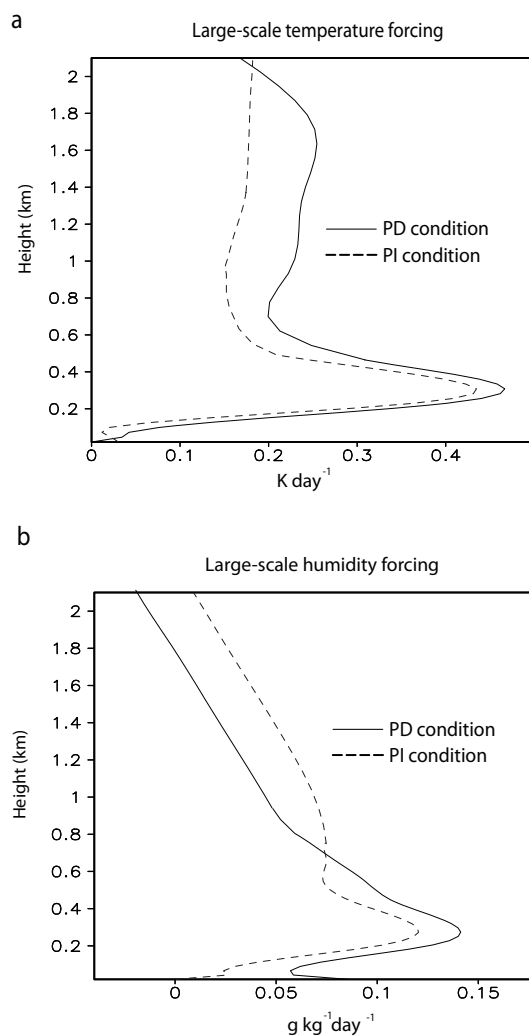 a
Large-scale temperature forcing
2
1.8
1.6
1.4
1.2
1
0.8
0.6
0.4
0.2
Height (km)
PD condition
PI condition
0 0.1 0.2 0.3 0.4
K day⁻¹
b
Large-scale humidity forcing
2
1.8
1.6
1.4
1.2
1
0.8
0.6
0.4
0.2
Height (km)
PD condition
PI condition
0 0.05 0.1 0.15
g kg⁻¹day⁻¹